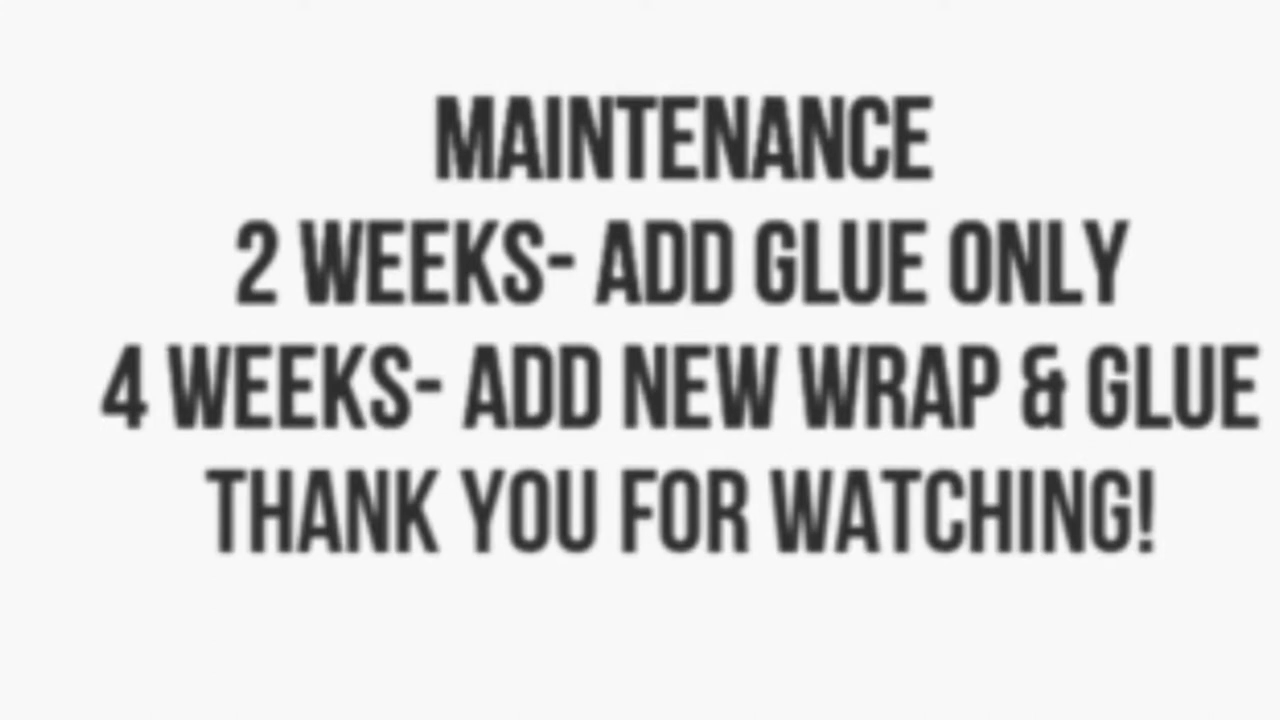 MAINTENANCE
2 WEEKS- ADD GLUE ONLY
4 WEEKS- ADD NEW WRAP & GLUE
THANK YOU FOR WATCHING!